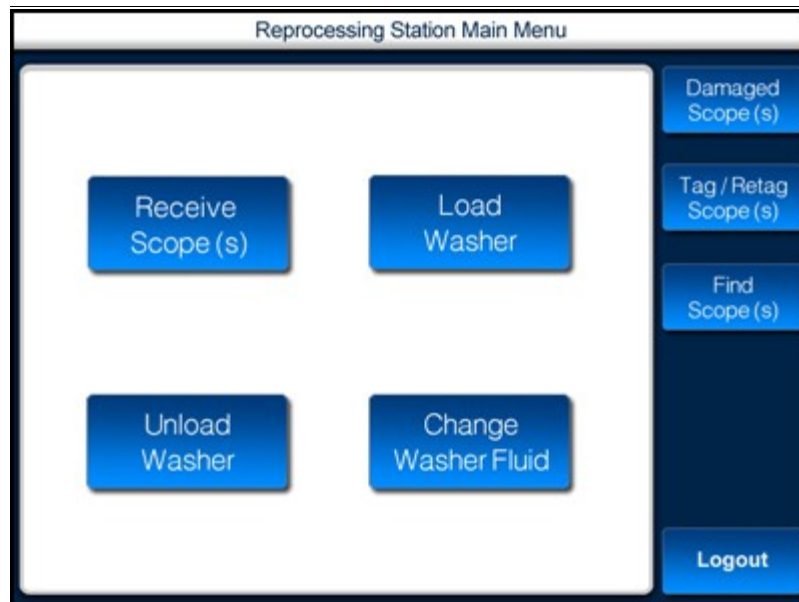 Reprocessing Station Main Menu
Receive
Scope (s)
Load
Washer
Unload
Washer
Change
Washer Fluid
Damaged
Scope (s)
Tag / Retag
Scope (s)
Find
Scope (s)
Logout